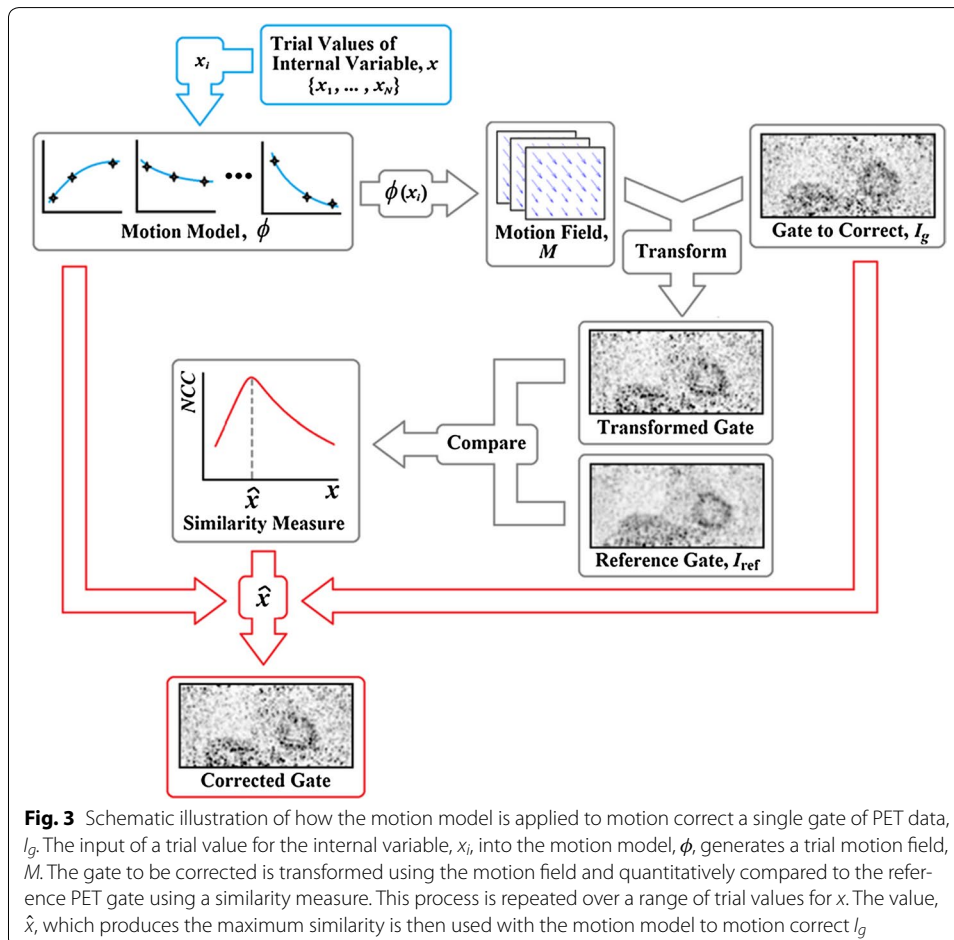 Trial Values of
Internal Variable, x
{x₁, ... , x_N}
x_i
Motion Model, ϕ
ϕ(x_i)
Motion Field,
M
Gate to Correct, I_g
Transform
Transformed Gate
Compare
NCC
x̂
x
Similarity Measure
Reference Gate, I_ref
x̂
Corrected Gate
Fig. 3 Schematic illustration of how the motion model is applied to motion correct a single gate of PET data,
I_g. The input of a trial value for the internal variable, x_i, into the motion model, ϕ, generates a trial motion field,
M. The gate to be corrected is transformed using the motion field and quantitatively compared to the refer-
ence PET gate using a similarity measure. This process is repeated over a range of trial values for x. The value,
x̂, which produces the maximum similarity is then used with the motion model to motion correct I_g